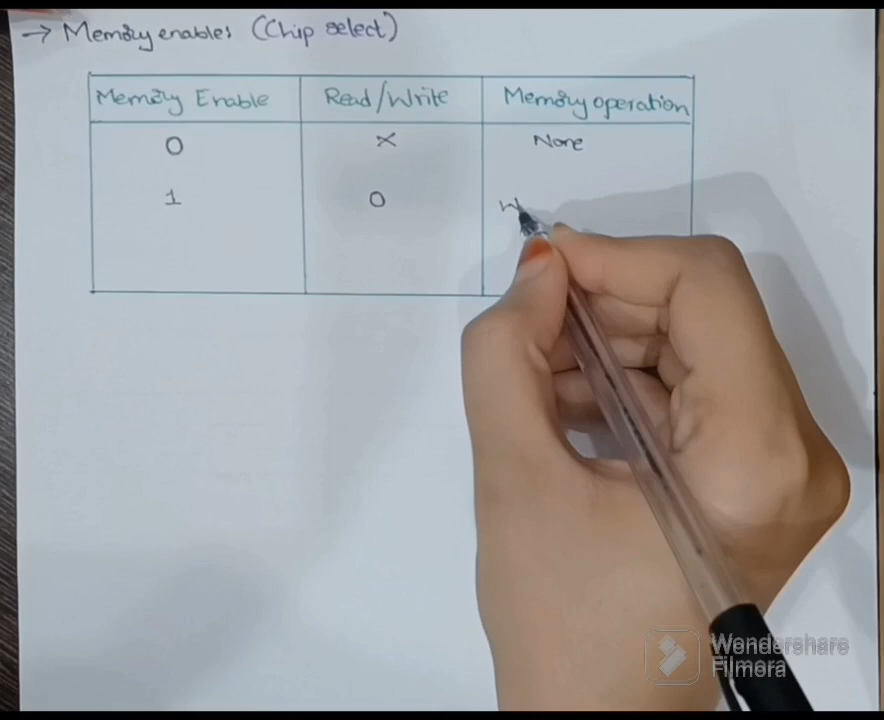 → Memory enables (Chip select)
Memory Enable Read/Write Memory operation
0 X None
1 0 W
Wondershare
Filmora